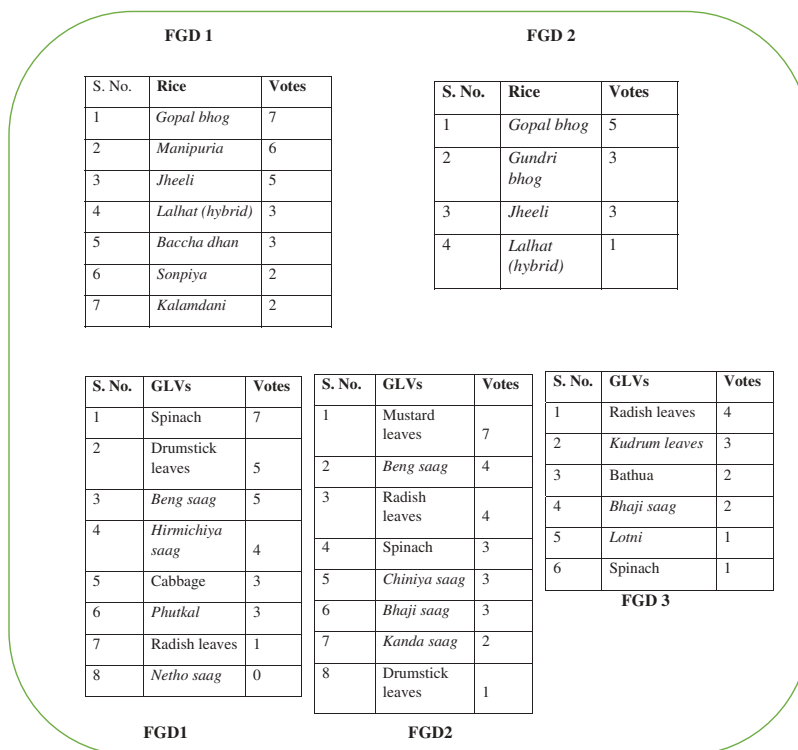 FGD 1
S. No. Rice Votes
1 Gopal bhog 7
2 Manipuria 6
3 Jheeli 5
4 Lalhat (hybrid) 3
5 Baccha dhan 3
6 Sonpiya 2
7 Kalamdani 2
FGD 2
S. No. Rice Votes
1 Gopal bhog 5
2 Gundri
bhog 3
3 Jheeli 3
4 Lalhat
(hybrid) 1
S. No. GLVs Votes
1 Spinach 7
2 Drumstick
leaves 5
3 Beng saag 5
4 Hirmichiya
saag 4
5 Cabbage 3
6 Phutkal 3
7 Radish leaves 1
8 Netho saag 0
FGD1
S. No. GLVs Votes
1 Mustard
leaves 7
2 Beng saag 4
3 Radish
leaves 4
4 Spinach 3
5 Chiniya saag 3
6 Bhaji saag 3
7 Kanda saag 2
8 Drumstick
leaves 1
FGD2
S. No. GLVs Votes
1 Radish leaves 4
2 Kudrum leaves 3
3 Bathua 2
4 Bhaji saag 2
5 Lotni 1
6 Spinach 1
FGD 3